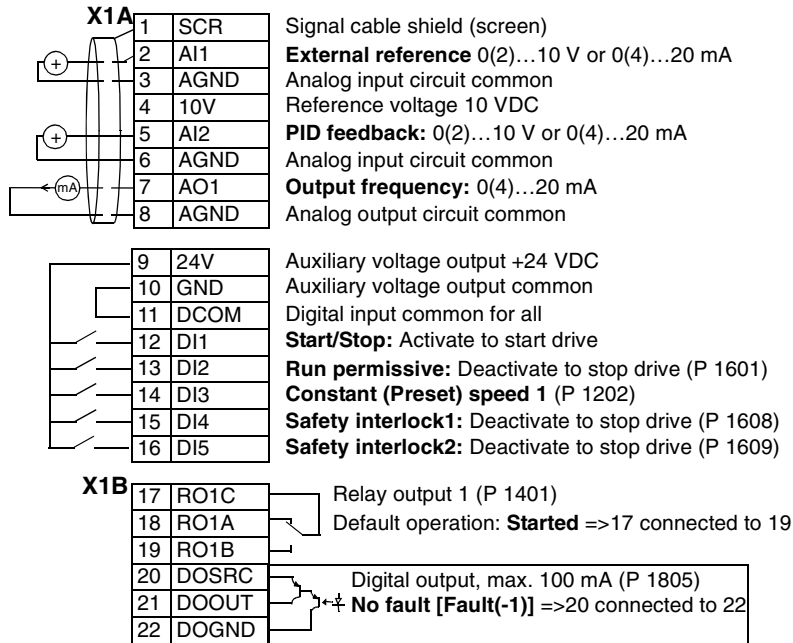 X1A
1 SCR Signal cable shield (screen)
2 AI1 External reference 0(2)…10 V or 0(4)…20 mA
3 AGND Analog input circuit common
4 10V Reference voltage 10 VDC
5 AI2 PID feedback: 0(2)…10 V or 0(4)…20 mA
6 AGND Analog input circuit common
7 AO1 Output frequency: 0(4)…20 mA
mA
8 AGND Analog output circuit common
9 24V Auxiliary voltage output +24 VDC
10 GND Auxiliary voltage output common
11 DCOM Digital input common for all
12 DI1 Start/Stop: Activate to start drive
13 DI2 Run permissive: Deactivate to stop drive (P 1601)
14 DI3 Constant (Preset) speed 1 (P 1202)
15 DI4 Safety interlock1: Deactivate to stop drive (P 1608)
16 DI5 Safety interlock2: Deactivate to stop drive (P 1609)
X1B
17 RO1C Relay output 1 (P 1401)
18 RO1A Default operation: Started =>17 connected to 19
19 RO1B
20 DOSRC Digital output, max. 100 mA (P 1805)
21 DOOUT No fault [Fault(-1)] =>20 connected to 22
22 DOGND